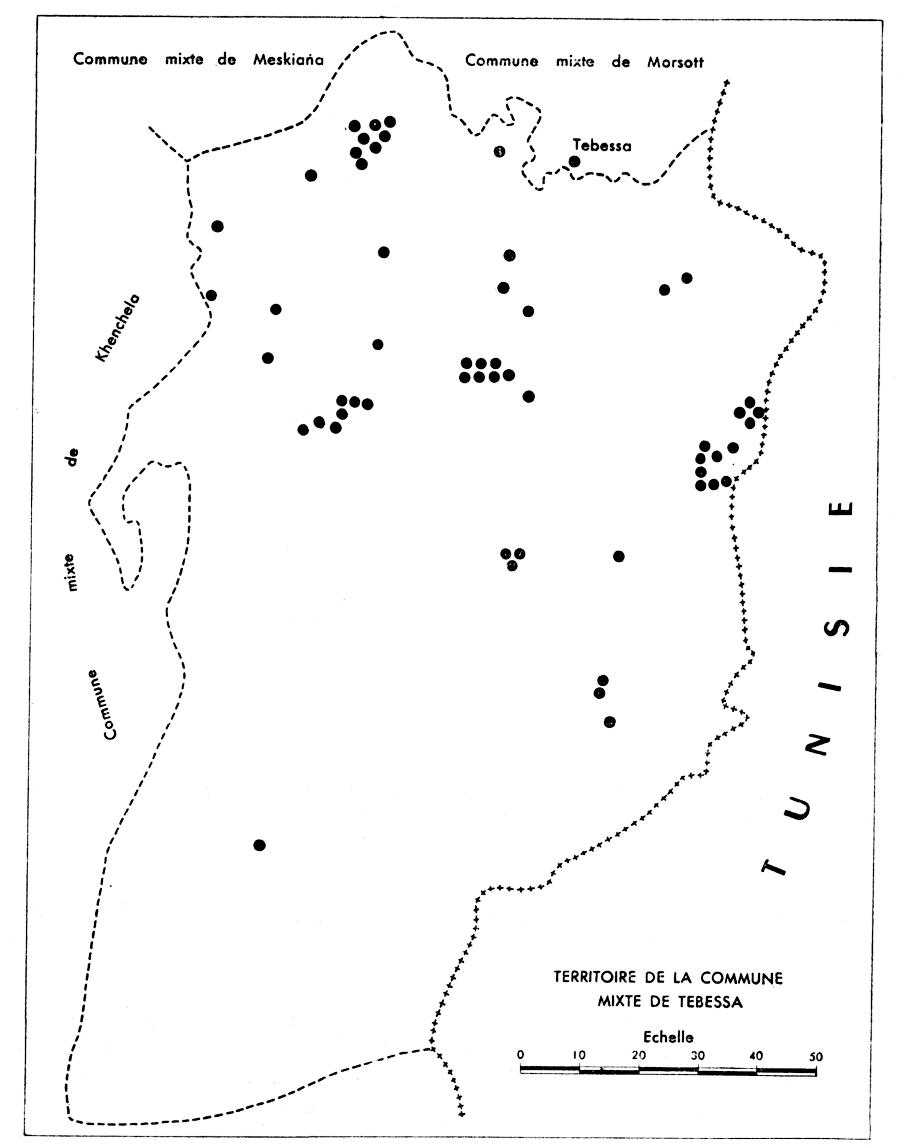 Commune mixte de Meskiana
Commune mixte de Morsott
Tebessa
Commune mixte de Khenchela
TUNISIE
TERRITOIRE DE LA COMMUNE
MIXTE DE TEBESSA
Echelle
0 10 20 30 40 50